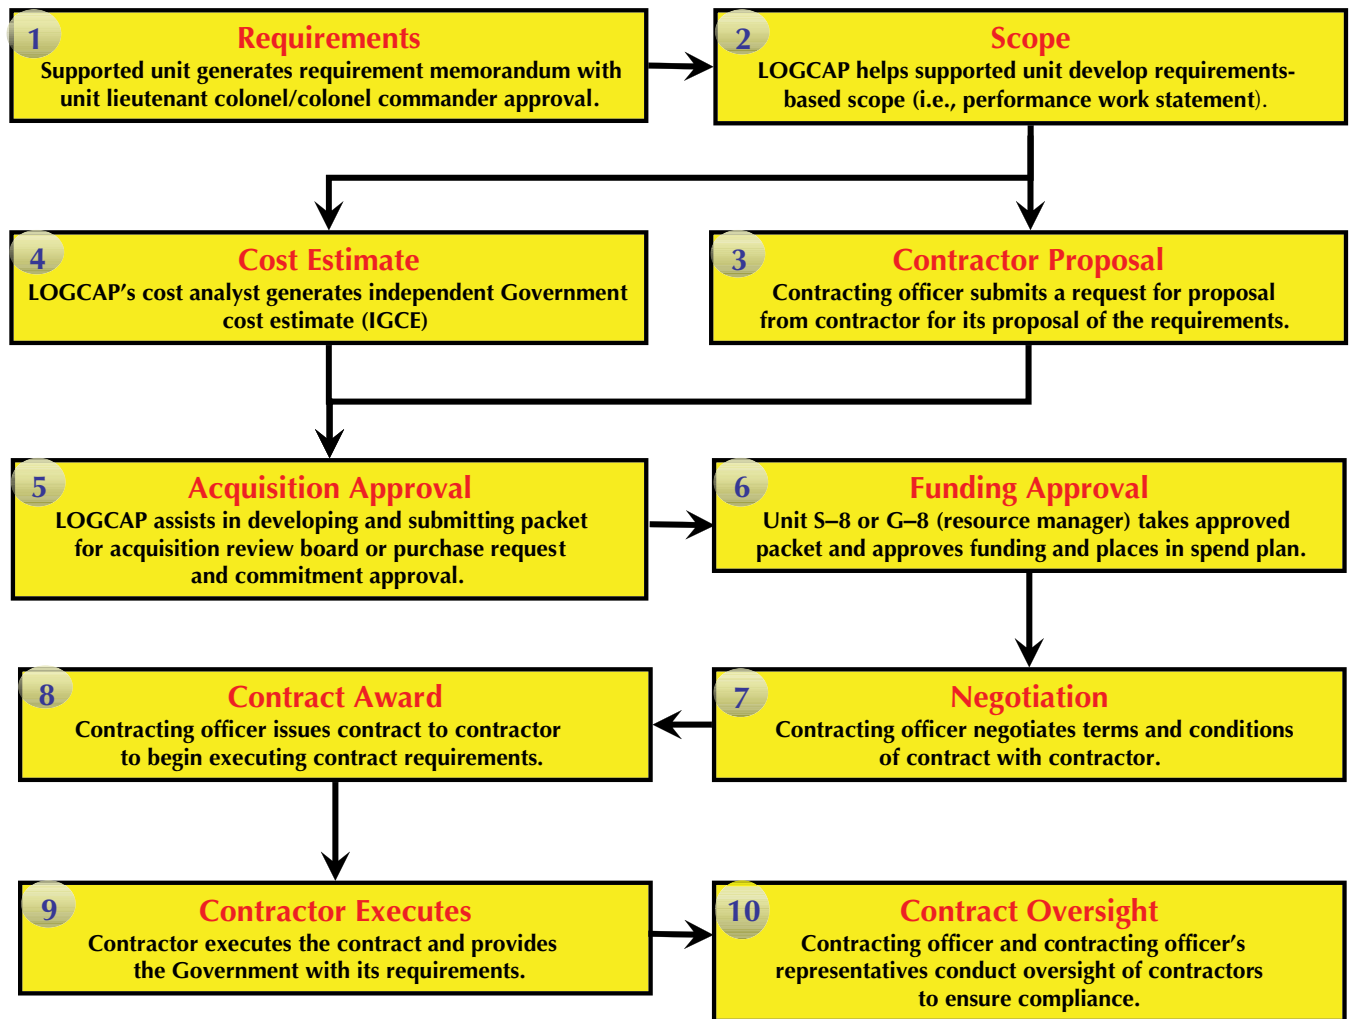 1
Requirements
Supported unit generates requirement memorandum with
unit lieutenant colonel/colonel commander approval.
2
Scope
LOGCAP helps supported unit develop requirements-
based scope (i.e., performance work statement).
4
Cost Estimate
LOGCAP’s cost analyst generates independent Government
cost estimate (IGCE)
3
Contractor Proposal
Contracting officer submits a request for proposal
from contractor for its proposal of the requirements.
5
Acquisition Approval
LOGCAP assists in developing and submitting packet
for acquisition review board or purchase request
and commitment approval.
6
Funding Approval
Unit S–8 or G–8 (resource manager) takes approved
packet and approves funding and places in spend plan.
8
Contract Award
Contracting officer issues contract to contractor
to begin executing contract requirements.
7
Negotiation
Contracting officer negotiates terms and conditions
of contract with contractor.
9
Contractor Executes
Contractor executes the contract and provides
the Government with its requirements.
10
Contract Oversight
Contracting officer and contracting officer’s
representatives conduct oversight of contractors
to ensure compliance.